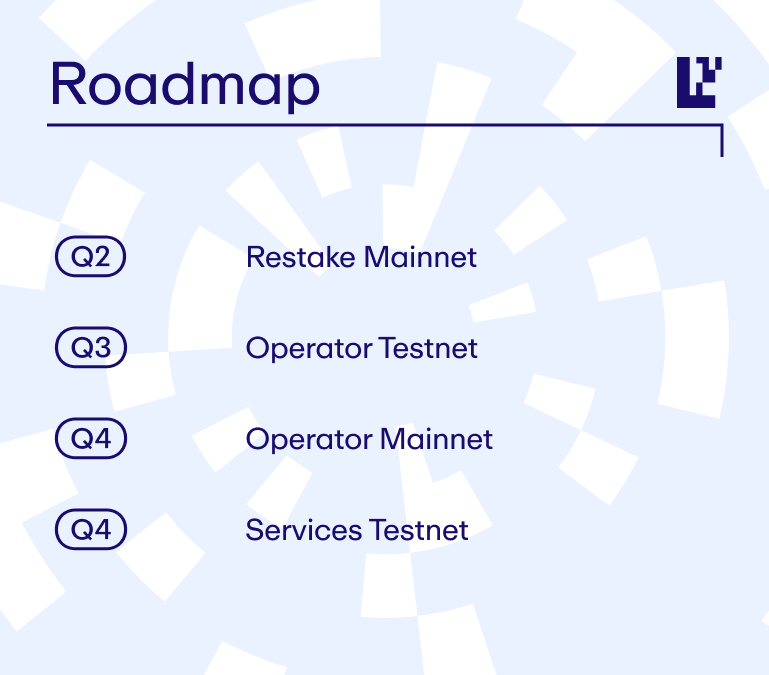 Roadmap
Q2 Restake Mainnet
Q3 Operator Testnet
Q4 Operator Mainnet
Q4 Services Testnet